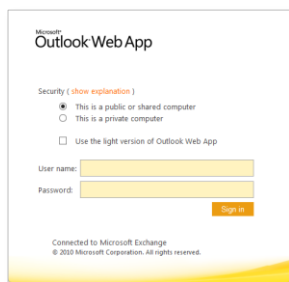 Microsoft
Outlook Web App
Security ( show explanation )
This is a public or shared computer
This is a private computer
Use the light version of Outlook Web App
User name:
Password:
Sign in
Connected to Microsoft Exchange
© 2010 Microsoft Corporation. All rights reserved.